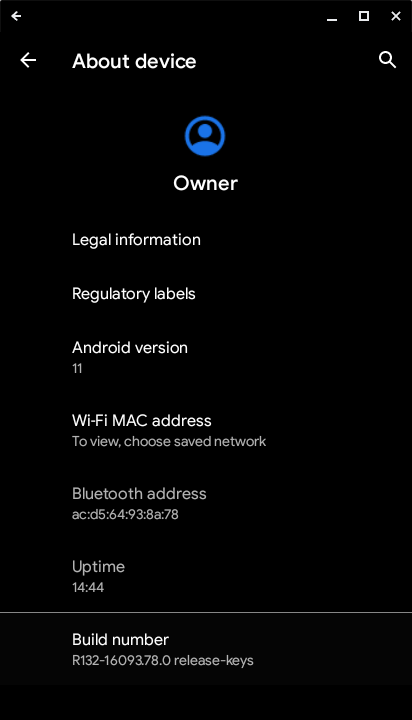 About device
Owner
Legal information
Regulatory labels
Android version
11
Wi-Fi MAC address
To view, choose saved network
Bluetooth address
ac:d5:64:93:8a:78
Uptime
14:44
Build number
R132-16093.78.0 release-keys